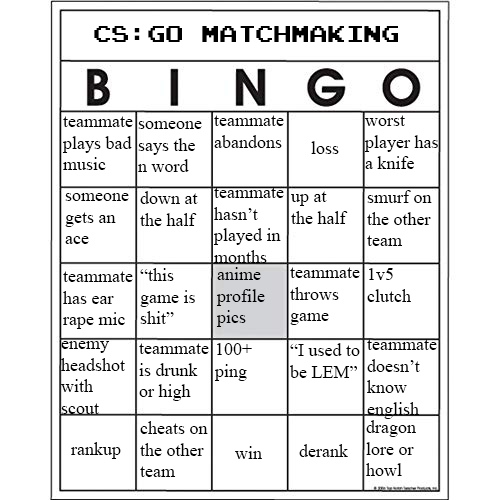 CS:GO MATCHMAKING
B I N G O
teammate
plays bad
music
someone
says the
n word
teammate
abandons
loss
worst
player has
a knife
someone
gets an
ace
down at
the half
teammate
hasn't
played in
months
up at
the half
smurf on
the other
team
teammate
has ear
rape mic
"this
game is
shit"
anime
profile
pics
teammate
throws
game
1v5
clutch
enemy
headshot
with
scout
teammate
is drunk
or high
100+
ping
"I used to
be LEM"
teammate
doesn't
know
english
rankup
cheats on
the other
team
win
derank
dragon
lore or
howl